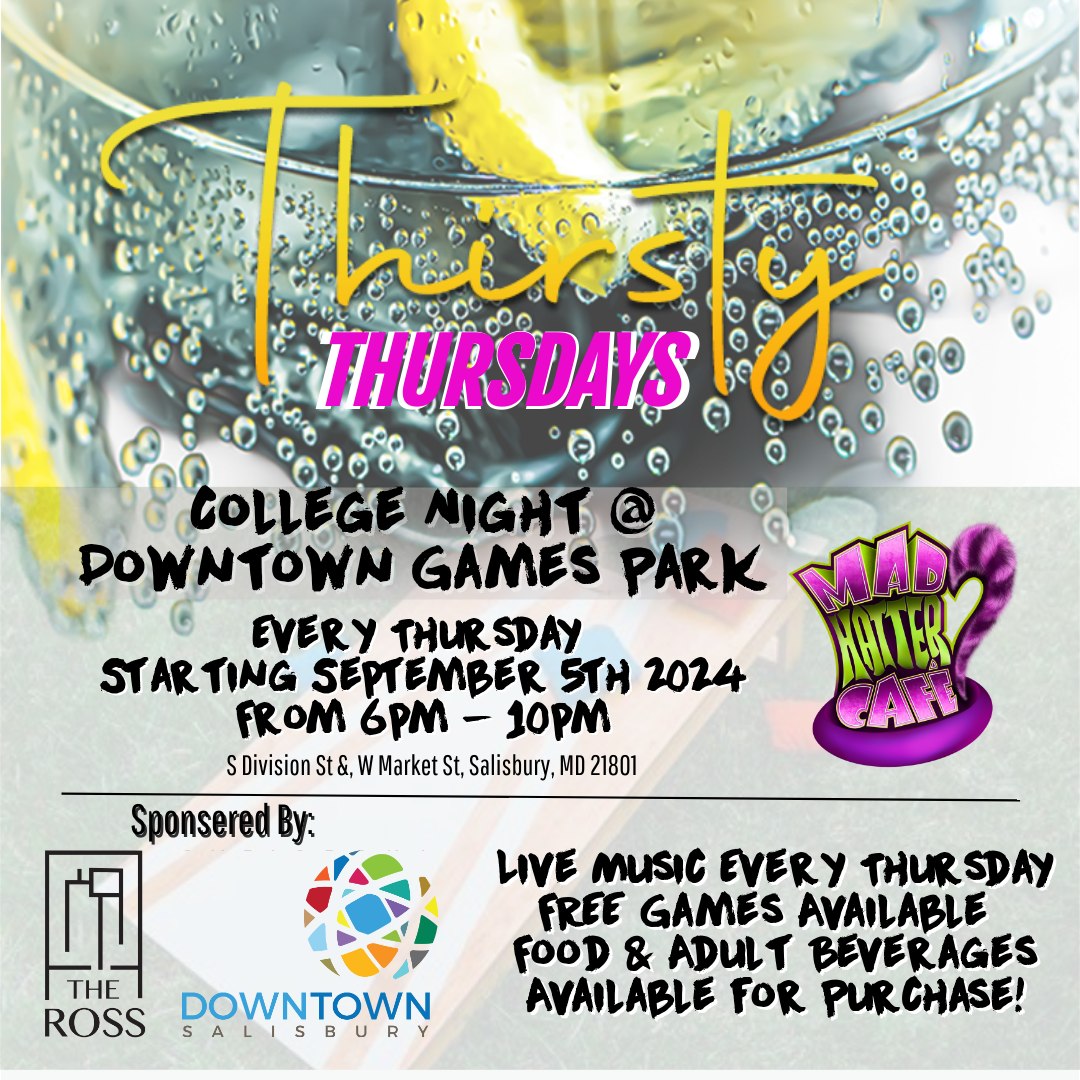 Thirsty
THURSDAYS
COLLEGE NIGHT @
DOWNTOWN GAMES PARK
EVERY THURSDAY
STARTING SEPTEMBER 5TH 2024
FROM 6PM – 10PM
S Division St &, W Market St, Salisbury, MD 21801
MAD
HATTER
CAFÉ
Sponsered By:
THE
ROSS
DOWNTOWN
SALISBURY
LIVE MUSIC EVERY THURSDAY
FREE GAMES AVAILABLE
FOOD & ADULT BEVERAGES
AVAILABLE FOR PURCHASE!